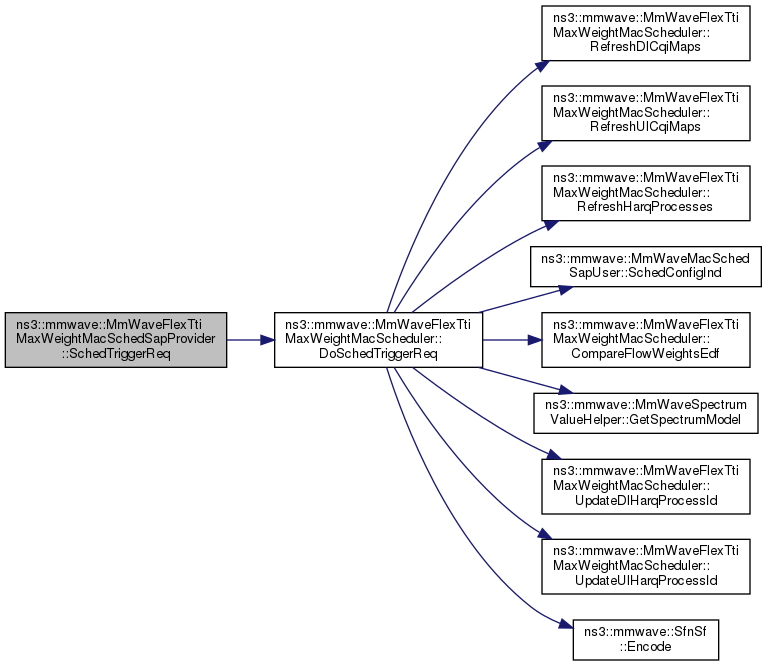 ns3::mmwave::MmWaveFlexTti
MaxWeightMacSchedSapProvider
::SchedTriggerReq
ns3::mmwave::MmWaveFlexTti
MaxWeightMacScheduler::
DoSchedTriggerReq
ns3::mmwave::MmWaveFlexTti
MaxWeightMacScheduler::
RefreshDlCqiMaps
ns3::mmwave::MmWaveFlexTti
MaxWeightMacScheduler::
RefreshUlCqiMaps
ns3::mmwave::MmWaveFlexTti
MaxWeightMacScheduler::
RefreshHarqProcesses
ns3::mmwave::MmWaveMacSched
SapUser::SchedConfigInd
ns3::mmwave::MmWaveFlexTti
MaxWeightMacScheduler::
CompareFlowWeightsEdf
ns3::mmwave::MmWaveSpectrum
ValueHelper::GetSpectrumModel
ns3::mmwave::MmWaveFlexTti
MaxWeightMacScheduler::
UpdateDlHarqProcessId
ns3::mmwave::MmWaveFlexTti
MaxWeightMacScheduler::
UpdateUlHarqProcessId
ns3::mmwave::SfnSf
::Encode